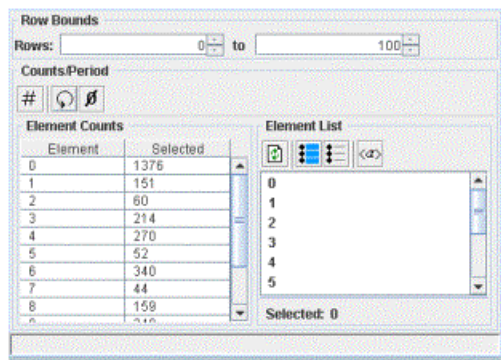 Row Bounds
Rows: 0 to 100
Counts/Period
# ø
Element Counts
Element Selected
0 1376
1 151
2 60
3 214
4 270
5 52
6 340
7 44
8 159
Element List
<a>
0
1
2
3
4
5
Selected: 0